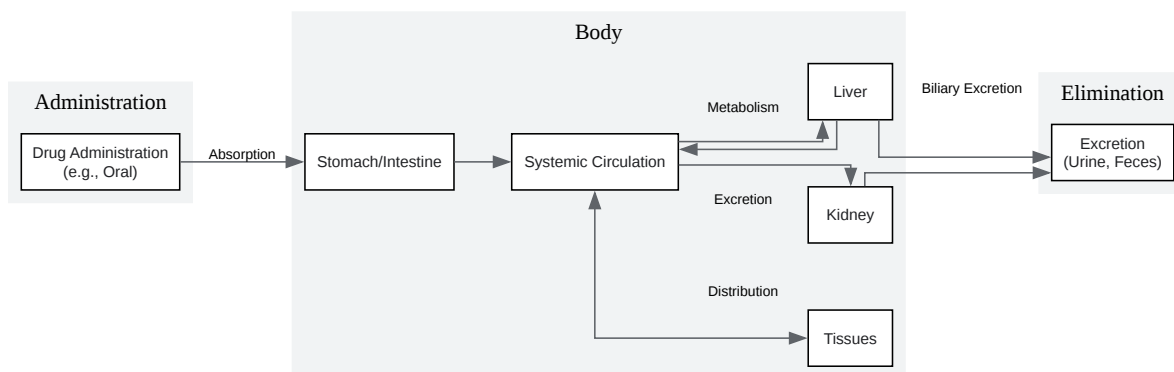 Body
Administration
Drug Administration
(e.g., Oral)
Absorption
Stomach/Intestine
Systemic Circulation
Metabolism
Liver
Biliary Excretion
Elimination
Excretion
(Urine, Feces)
Excretion
Kidney
Distribution
Tissues